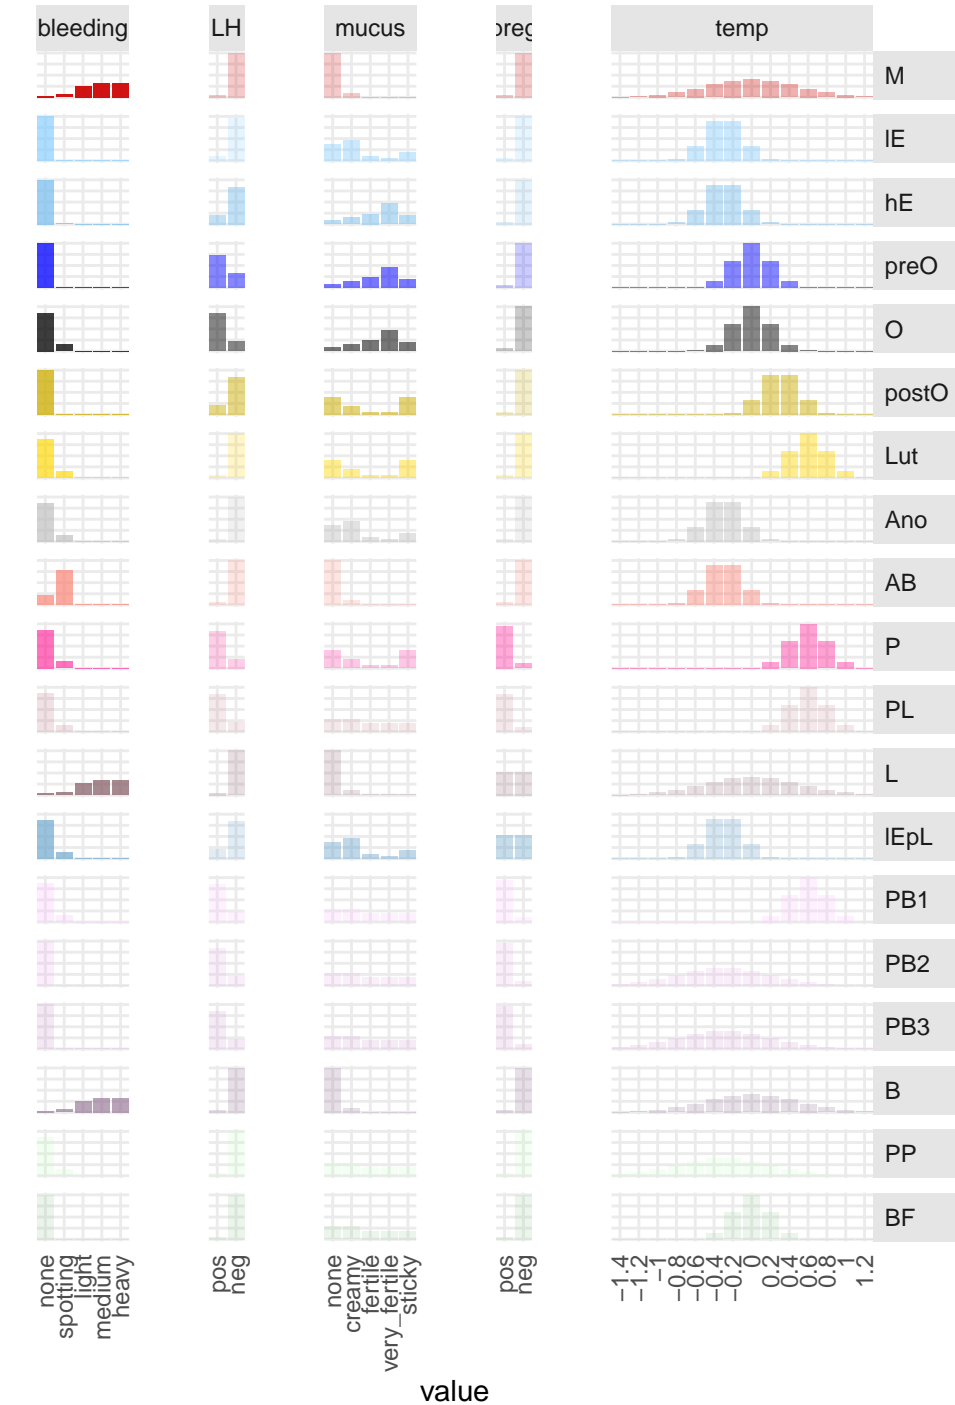 bleeding LH mucus preg temp
M
lE
hE
preO
O
postO
Lut
Ano
AB
P
PL
L
lEpL
PB1
PB2
PB3
B
PP
BF
none spotting light medium heavy pos neg none creamy fertile very_fertile sticky pos neg −1.4 −1.2 −1 −0.8 −0.6 −0.4 −0.2 0 0.2 0.4 0.6 0.8 1 1.2
value